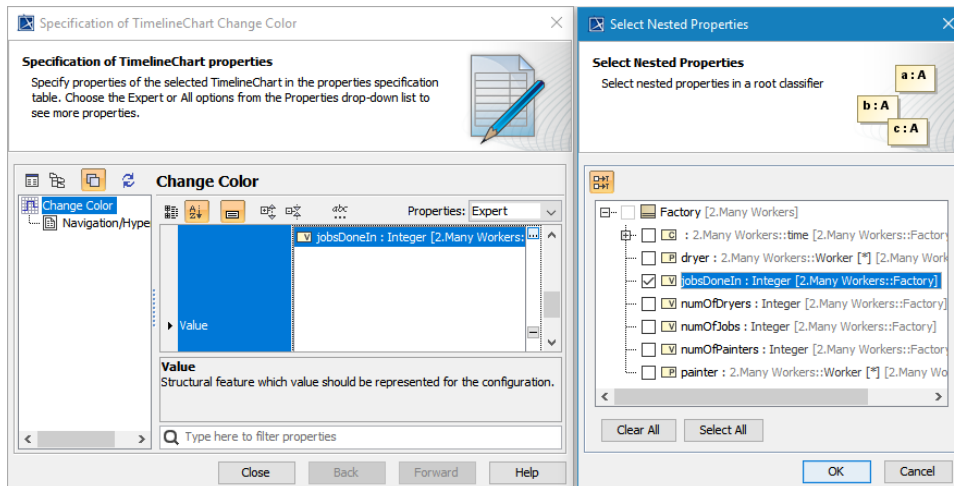 Specification of TimelineChart Change Color
Specification of TimelineChart properties
Specify properties of the selected TimelineChart in the properties specification
table. Choose the Expert or All options from the Properties drop-down list to
see more properties.
Change Color
Navigation/Hype
Change Color
abc
Properties: Expert
jobsDoneIn : Integer [2.Many Workers:
...
Value
Value
Structural feature which value should be represented for the configuration.
Type here to filter properties
Close
Back
Forward
Help
Select Nested Properties
Select Nested Properties
Select nested properties in a root classifier
a : A
b : A
c : A
Factory [2.Many Workers]
C : 2.Many Workers::time [2.Many Workers::Factory
P dryer : 2.Many Workers::Worker [*] [2.Many Work
V jobsDoneIn : Integer [2.Many Workers::Factory]
V numOfDryers : Integer [2.Many Workers::Factory]
V numOfJobs : Integer [2.Many Workers::Factory]
V numOfPainters : Integer [2.Many Workers::Factory
P painter : 2.Many Workers::Worker [*] [2.Many Wo
Clear All
Select All
OK
Cancel